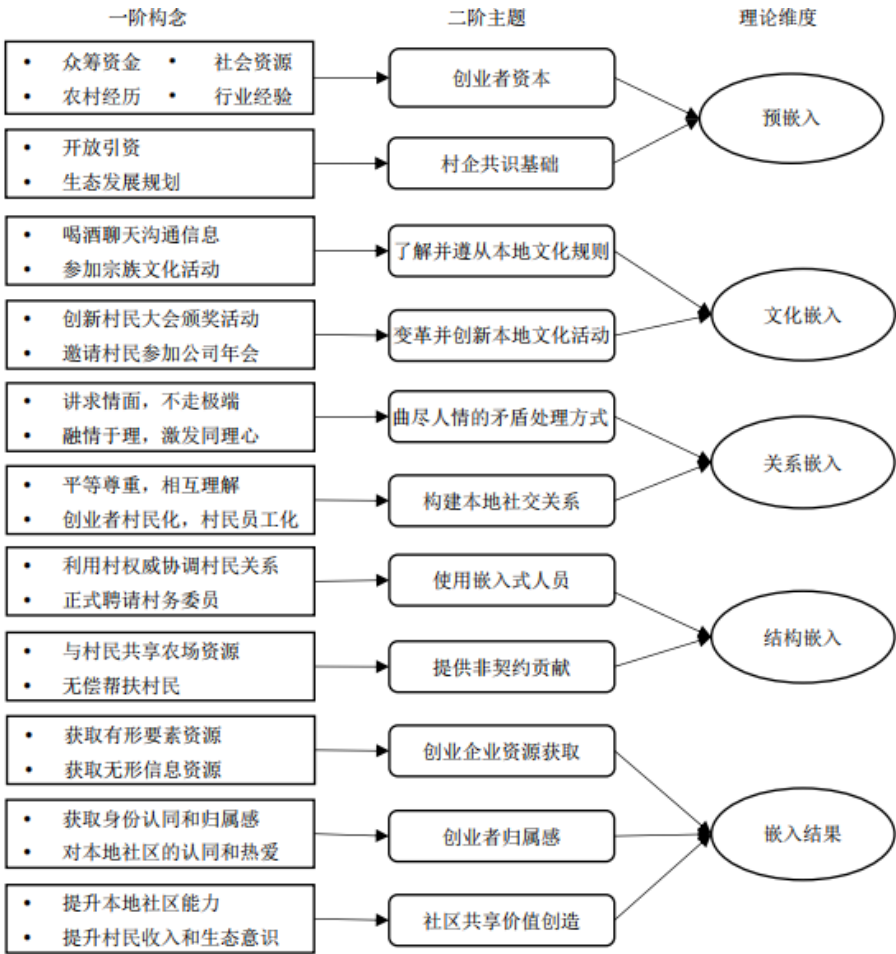 一阶构念 二阶主题 理论维度
• 众筹资金 • 社会资源
• 农村经历 • 行业经验
创业者资本
• 开放引资
• 生态发展规划
村企共识基础
预嵌入
• 喝酒聊天沟通信息
• 参加宗族文化活动
了解并遵从本地文化规则
• 创新村民大会颁奖活动
• 邀请村民参加公司年会
变革并创新本地文化活动
文化嵌入
• 讲求情面，不走极端
• 融情于理，激发同理心
曲尽人情的矛盾处理方式
• 平等尊重，相互理解
• 创业者村民化，村民员工化
构建本地社交关系
关系嵌入
• 利用村权威协调村民关系
• 正式聘请村务委员
使用嵌入式人员
• 与村民共享农场资源
• 无偿帮扶村民
提供非契约贡献
结构嵌入
• 获取有形要素资源
• 获取无形信息资源
创业企业资源获取
• 获取身份认同和归属感
• 对本地社区的认同和热爱
创业者归属感
• 提升本地社区能力
• 提升村民收入和生态意识
社区共享价值创造
嵌入结果